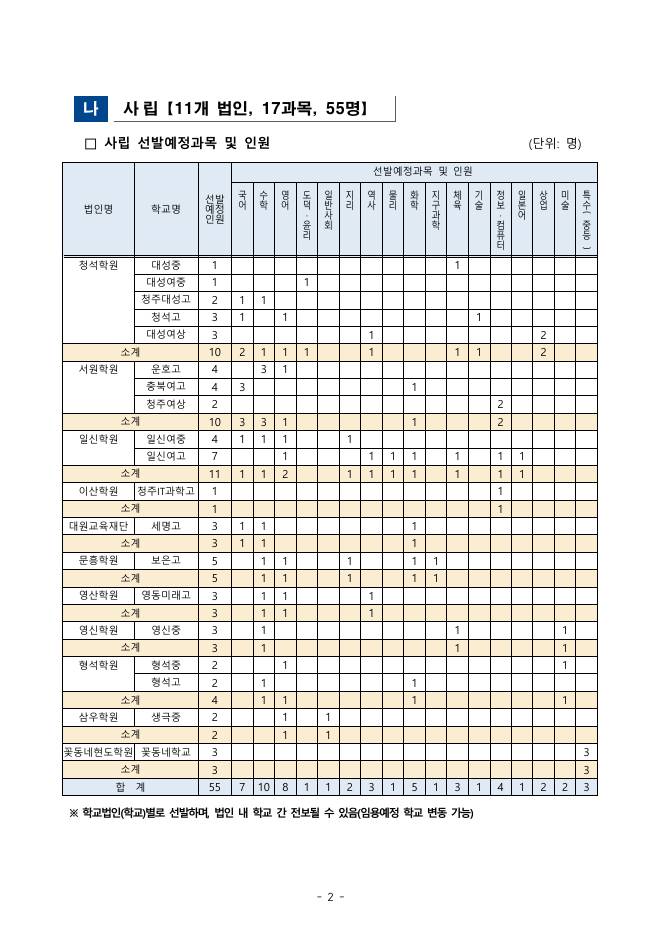 나 사립 【11개 법인, 17과목, 55명】
□ 사립 선발예정과목 및 인원 (단위: 명)
법인명 학교명 선발예정인원 선발예정과목 및 인원
국어 수학 영어 도덕·윤리 일반사회 지리 역사 물리 화학 지구과학 체육 기술 정보·컴퓨터 일본어 상업 미술 특수(중등)
청석학원 대성중 1 1
대성여중 1 1
청주대성고 2 1 1
청석고 3 1 1 1
대성여상 3 1 2
소계 10 2 1 1 1 1 1 1 2
서원학원 운호고 4 3 1
충북여고 4 3 1
청주여상 2 2
소계 10 3 3 1 1 2
일신학원 일신여중 4 1 1 1 1
일신여고 7 1 1 1 1 1 1 1
소계 11 1 1 2 1 1 1 1 1 1 1
이산학원 청주IT과학고 1 1
소계 1 1
대원교육재단 세명고 3 1 1 1
소계 3 1 1 1
문흥학원 보은고 5 1 1 1 1 1
소계 5 1 1 1 1 1
영산학원 영동미래고 3 1 1 1
소계 3 1 1 1
영신학원 영신중 3 1 1 1
소계 3 1 1 1
형석학원 형석중 2 1 1
형석고 2 1 1
소계 4 1 1 1 1
삼우학원 생극중 2 1 1
소계 2 1 1
꽃동네현도학원 꽃동네학교 3 3
소계 3 3
합 계 55 7 10 8 1 1 2 3 1 5 1 3 1 4 1 2 2 3
※ 학교법인(학교)별로 선발하며, 법인 내 학교 간 전보될 수 있음(임용예정 학교 변동 가능)
- 2 -